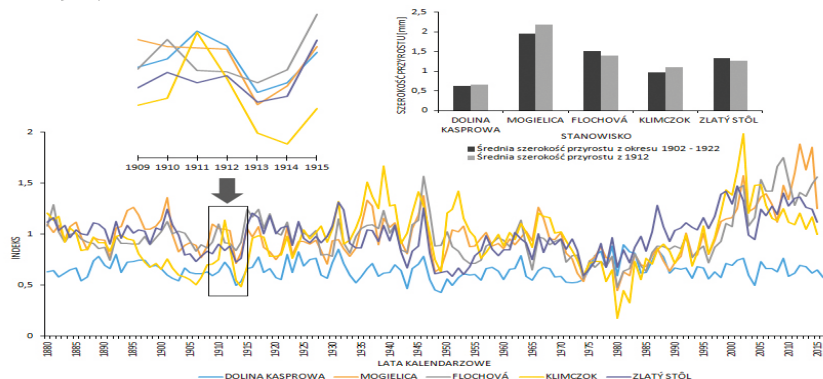 1909 1910 1911 1912 1913 1914 1915
SZEROKOŚĆ PRZYROSTU [mm]
2,5
2
1,5
1
0,5
0
DOLINA KASPROWA MOGIELICA FLOCHOVÁ KLIMCZOK ZLATÝ STÔL
STANOWISKO
Średnia szerokość przyrostu z okresu 1902 - 1922
Średnia szerokość przyrostu z 1912
INDEKS
2
1,5
1
0,5
0
1880 1885 1890 1895 1900 1905 1910 1915 1920 1925 1930 1935 1940 1945 1950 1955 1960 1965 1970 1975 1980 1985 1990 1995 2000 2005 2010 2015
LATA KALENDARZOWE
DOLINA KASPROWA MOGIELICA FLOCHOVÁ KLIMCZOK ZLATÝ STÔL